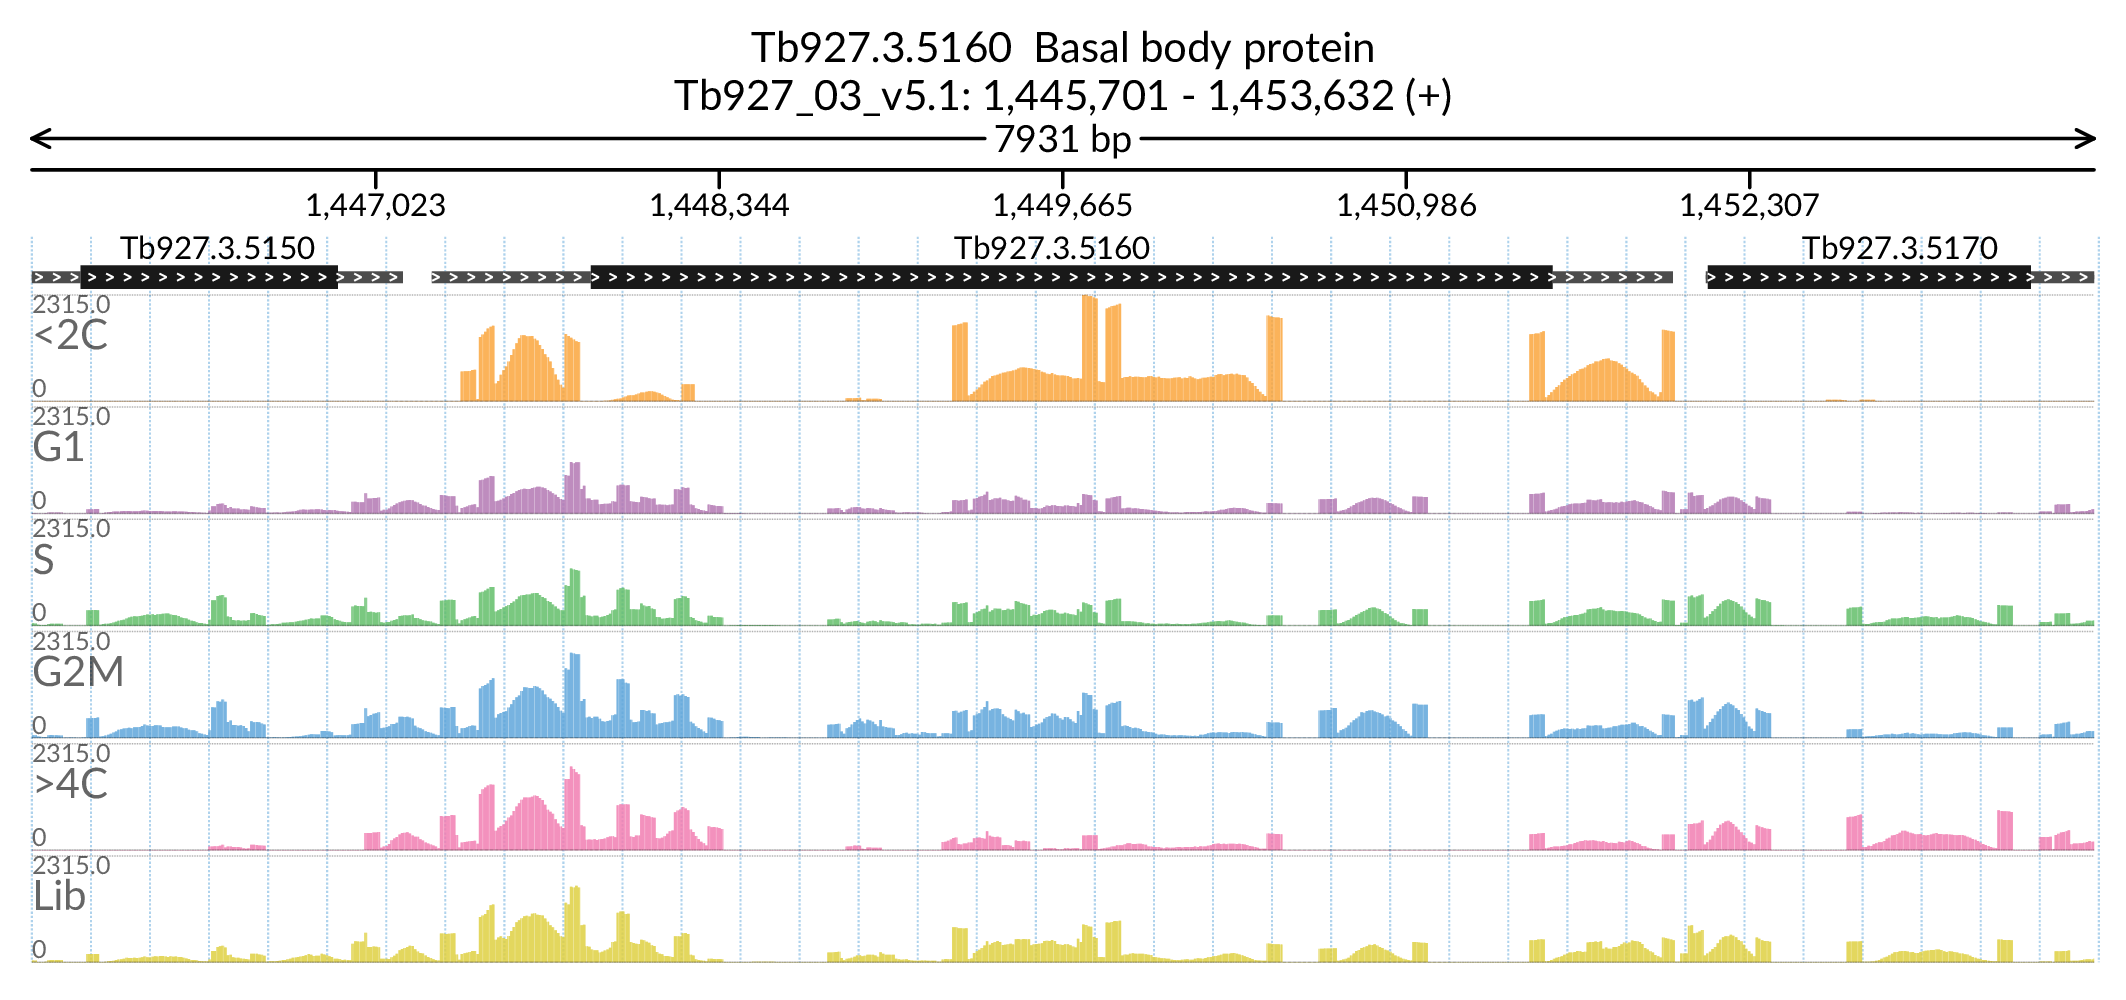 Tb927.3.5160  Basal body protein
Tb927_03_v5.1: 1,445,701 - 1,453,632 (+)
7931 bp
1,447,023 1,448,344 1,449,665 1,450,986 1,452,307
Tb927.3.5150 Tb927.3.5160 Tb927.3.5170
2315.0
<2C
0
2315.0
G1
0
2315.0
S
0
2315.0
G2M
0
2315.0
>4C
0
2315.0
Lib
0